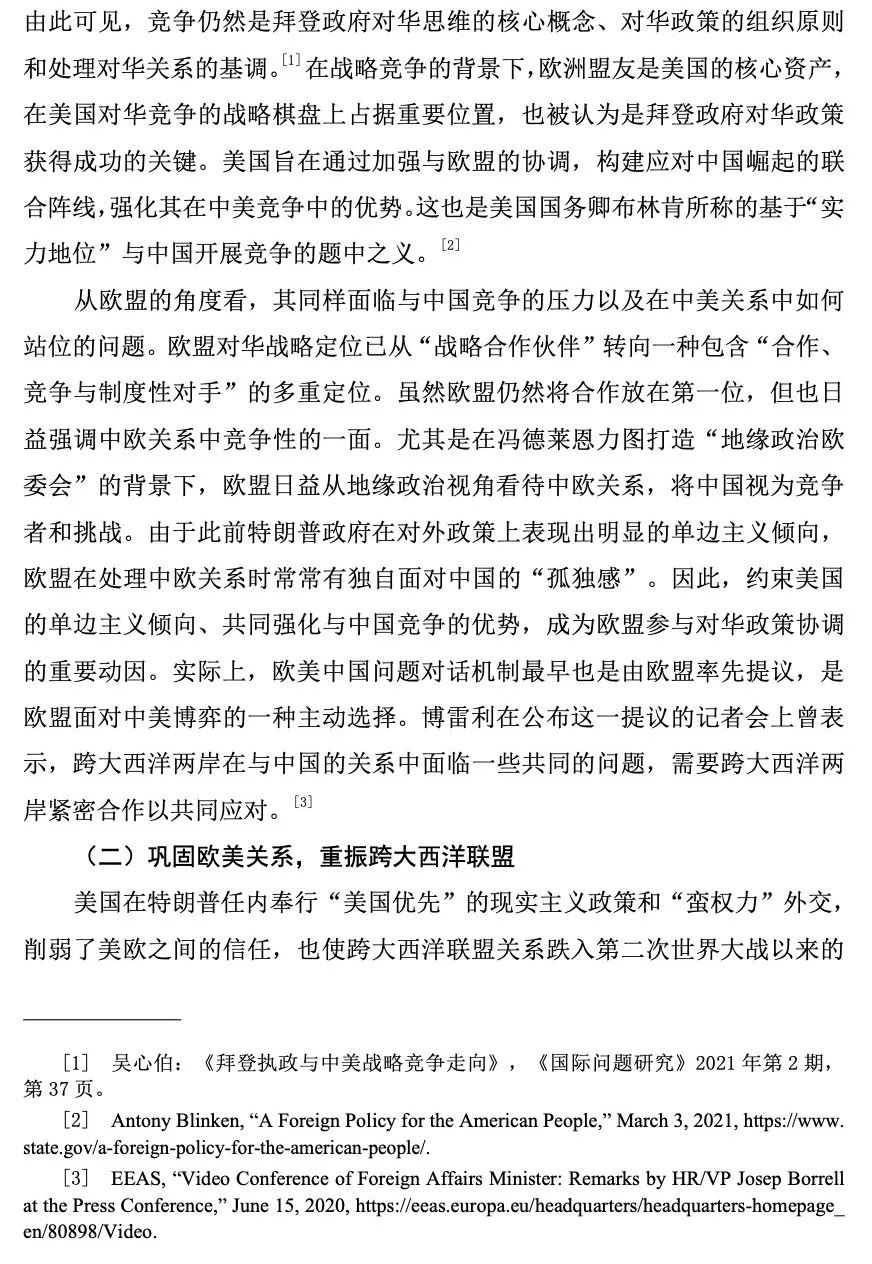 由此可见，竞争仍然是拜登政府对华思维的核心概念、对华政策的组织原则
和处理对华关系的基调。[1] 在战略竞争的背景下，欧洲盟友是美国的核心资产，
在美国对华竞争的战略棋盘上占据重要位置，也被认为是拜登政府对华政策
获得成功的关键。美国旨在通过加强与欧盟的协调，构建应对中国崛起的联
合阵线，强化其在中美竞争中的优势。这也是美国国务卿布林肯所称的基于“实
力地位”与中国开展竞争的题中之义。[2]
从欧盟的角度看，其同样面临与中国竞争的压力以及在中美关系中如何
站位的问题。欧盟对华战略定位已从“战略合作伙伴”转向一种包含“合作、
竞争与制度性对手”的多重定位。虽然欧盟仍然将合作放在第一位，但也日
益强调中欧关系中竞争性的一面。尤其是在冯德莱恩力图打造“地缘政治欧
委会”的背景下，欧盟日益从地缘政治视角看待中欧关系，将中国视为竞争
者和挑战。由于此前特朗普政府在对外政策上表现出明显的单边主义倾向，
欧盟在处理中欧关系时常常有独自面对中国的“孤独感”。因此，约束美国
的单边主义倾向、共同强化与中国竞争的优势，成为欧盟参与对华政策协调
的重要动因。实际上，欧美中国问题对话机制最早也是由欧盟率先提议，是
欧盟面对中美博弈的一种主动选择。博雷利在公布这一提议的记者会上曾表
示，跨大西洋两岸在与中国的关系中面临一些共同的问题，需要跨大西洋两
岸紧密合作以共同应对。[3]
（二）巩固欧美关系，重振跨大西洋联盟
美国在特朗普任内奉行“美国优先”的现实主义政策和“蛮权力”外交，
削弱了美欧之间的信任，也使跨大西洋联盟关系跌入第二次世界大战以来的
[1] 吴心伯：《拜登执政与中美战略竞争走向》，《国际问题研究》2021 年第 2 期，
第 37 页。
[2] Antony Blinken, “A Foreign Policy for the American People,” March 3, 2021, https://www.
state.gov/a-foreign-policy-for-the-american-people/.
[3] EEAS, “Video Conference of Foreign Affairs Minister: Remarks by HR/VP Josep Borrell
at the Press Conference,” June 15, 2020, https://eeas.europa.eu/headquarters/headquarters-homepage_
en/80898/Video.